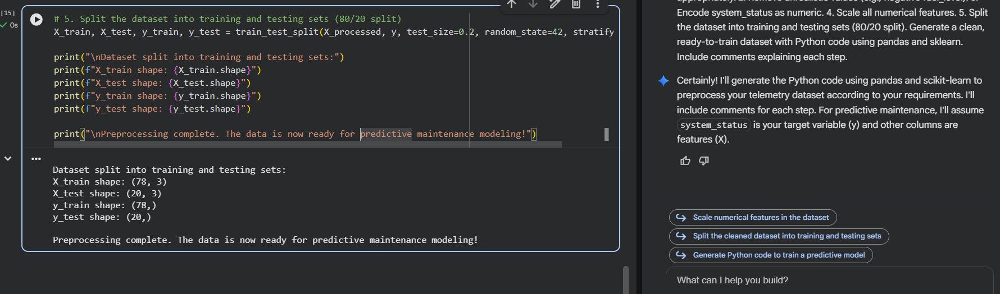 [15]
0s
# 5. Split the dataset into training and testing sets (80/20 split)
X_train, X_test, y_train, y_test = train_test_split(X_processed, y, test_size=0.2, random_state=42, stratify
print("\nDataset split into training and testing sets:")
print(f"X_train shape: {X_train.shape}")
print(f"X_test shape: {X_test.shape}")
print(f"y_train shape: {y_train.shape}")
print(f"y_test shape: {y_test.shape}")
print("\nPreprocessing complete. The data is now ready for predictive maintenance modeling!")
Dataset split into training and testing sets:
X_train shape: (78, 3)
X_test shape: (20, 3)
y_train shape: (78,)
y_test shape: (20,)
Preprocessing complete. The data is now ready for predictive maintenance modeling!
Encode system_status as numeric. 4. Scale all numerical features. 5. Split
the dataset into training and testing sets (80/20 split). Generate a clean,
ready-to-train dataset with Python code using pandas and sklearn.
Include comments explaining each step.
Certainly! I'll generate the Python code using pandas and scikit-learn to
preprocess your telemetry dataset according to your requirements. I'll
include comments for each step. For predictive maintenance, I'll assume
system_status is your target variable (y) and other columns are
features (X).
Scale numerical features in the dataset
Split the cleaned dataset into training and testing sets
Generate Python code to train a predictive model
What can I help you build?